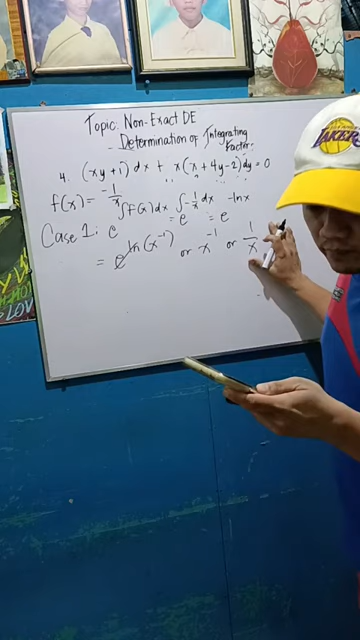 Topic: Non-Exact DE
Determination of Integrating Factor.
4. (xy+1)dx + x(x+4y-2)dy=0
f(x) = -1/x
Case 1: e^∫f(x)dx = e^∫-1/x dx = e^-lnx
= e^ln(x⁻¹) or x⁻¹ or 1/x
LAKERS